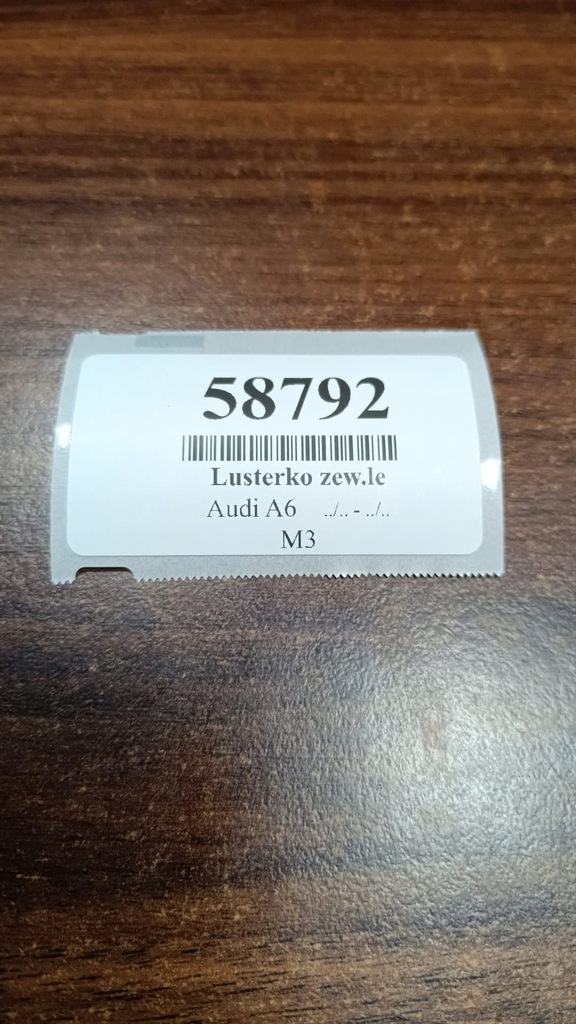 58792
Lusterko zew.le
Audi A6 ../.. - ../..
M3